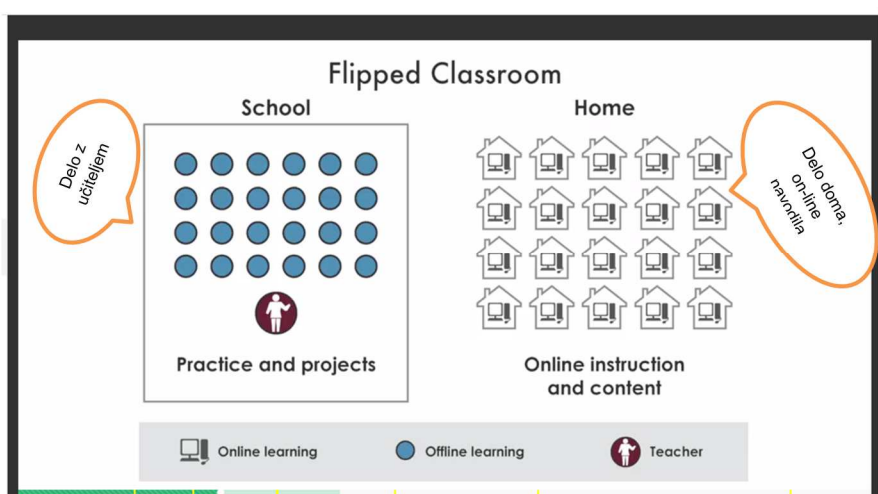 Flipped Classroom
School
Home
Delo z
učiteljem
Delo doma,
on-line
navodila
Practice and projects
Online instruction
and content
Online learning
Offline learning
Teacher